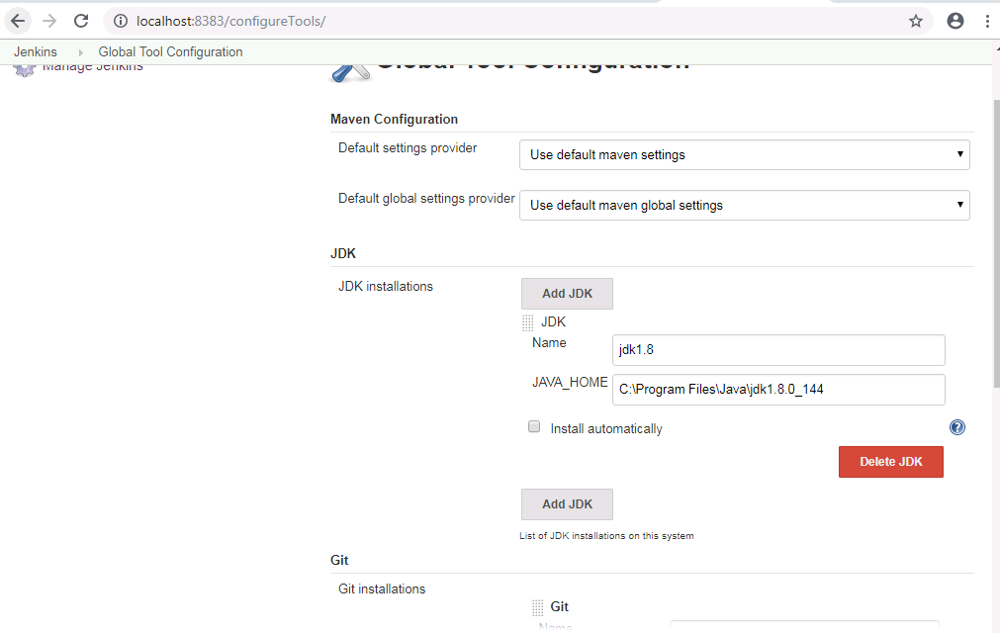 localhost:8383/configureTools/
Jenkins Global Tool Configuration
Manage Jenkins
Global Tool Configuration
Maven Configuration
Default settings provider
Use default maven settings
Default global settings provider
Use default maven global settings
JDK
JDK installations
Add JDK
JDK
Name
jdk1.8
JAVA_HOME
C:\Program Files\Java\jdk1.8.0_144
Install automatically
?
Delete JDK
Add JDK
List of JDK installations on this system
Git
Git installations
Git
Name